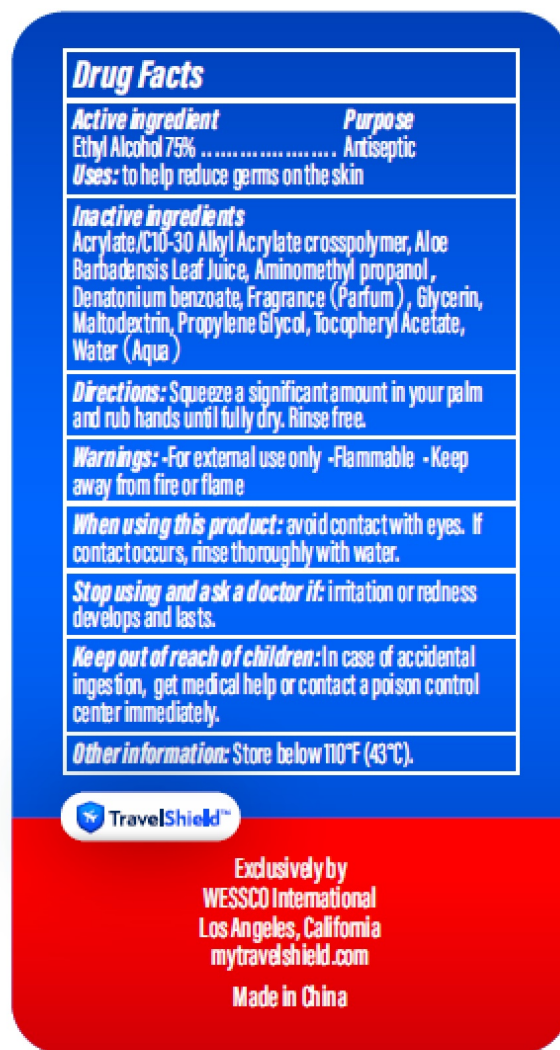 Drug Facts
Active ingredient Purpose
Ethyl Alcohol 75% ...................... Antiseptic
Uses: to help reduce germs on the skin
Inactive ingredients
Acrylate/C10-30 Alkyl Acrylate crosspolymer, Aloe
Barbadensis Leaf Juice, Aminomethyl propanol,
Denatonium benzoate, Fragrance (Parfum), Glycerin,
Maltodextrin, Propylene Glycol, Tocopheryl Acetate,
Water (Aqua)
Directions: Squeeze a significant amount in your palm
and rub hands until fully dry. Rinse free.
Warnings: -For external use only -Flammable -Keep
away from fire or flame
When using this product: avoid contact with eyes. If
contact occurs, rinse thoroughly with water.
Stop using and ask a doctor if: irritation or redness
develops and lasts.
Keep out of reach of children: In case of accidental
ingestion, get medical help or contact a poison control
center immediately.
Other information: Store below 110°F (43°C).
TravelShield™
Exclusively by
WESSCO International
Los Angeles, California
mytravelshield.com
Made in China